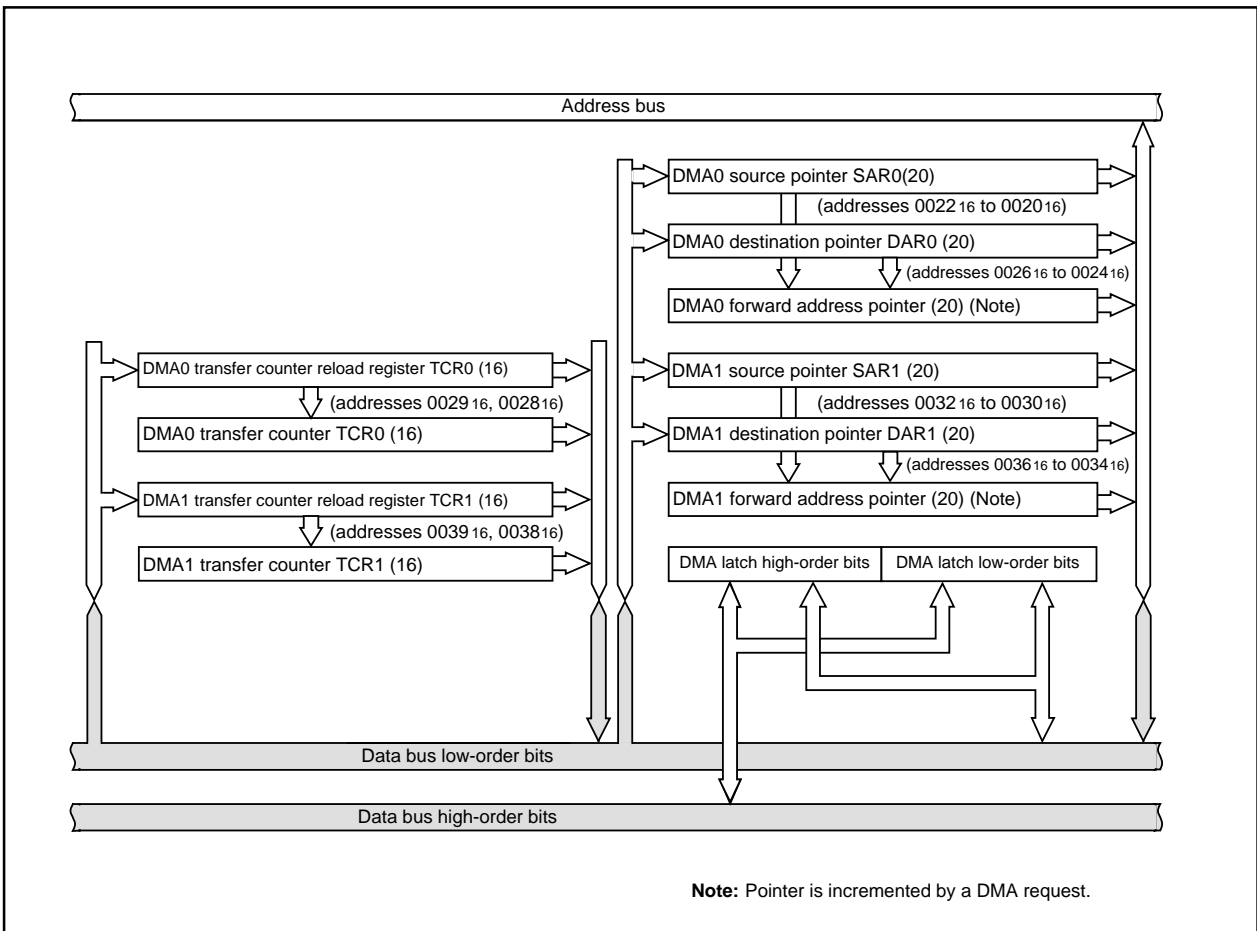 Address bus
DMA0 source pointer SAR0(20)
(addresses 0022 16 to 0020 16)
DMA0 destination pointer DAR0 (20)
(addresses 0026 16 to 0024 16)
DMA0 forward address pointer (20) (Note)
DMA0 transfer counter reload register TCR0 (16)
(addresses 0029 16, 0028 16)
DMA0 transfer counter TCR0 (16)
DMA1 transfer counter reload register TCR1 (16)
(addresses 0039 16, 0038 16)
DMA1 transfer counter TCR1 (16)
DMA1 source pointer SAR1 (20)
(addresses 0032 16 to 0030 16)
DMA1 destination pointer DAR1 (20)
(addresses 0036 16 to 0034 16)
DMA1 forward address pointer (20) (Note)
DMA latch high-order bits DMA latch low-order bits
Data bus low-order bits
Data bus high-order bits
Note: Pointer is incremented by a DMA request.